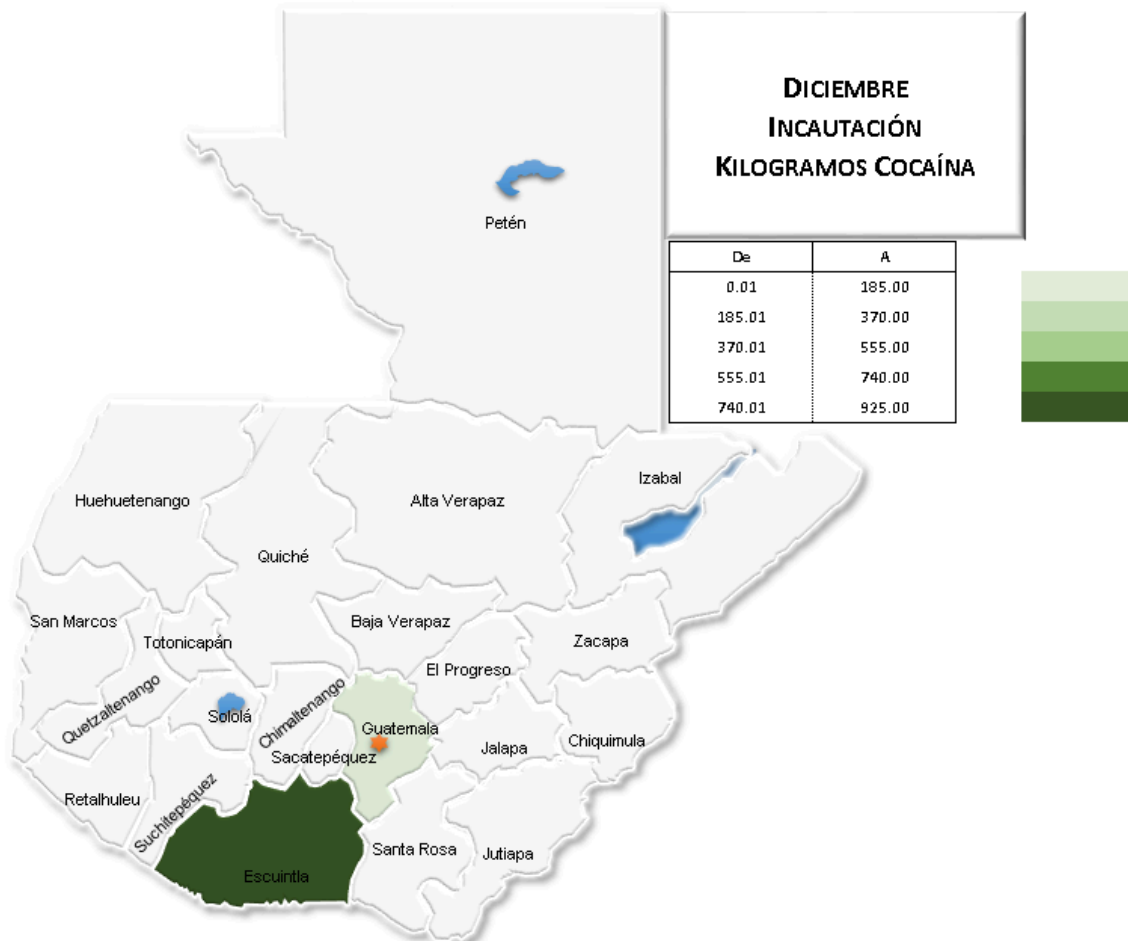 DICIEMBRE
INCAUTACIÓN
KILOGRAMOS COCAÍNA
De A
0.01 185.00
185.01 370.00
370.01 555.00
555.01 740.00
740.01 925.00
Petén
Izabal
Huehuetenango
Alta Verapaz
Quiché
San Marcos
Totonicapán
Baja Verapaz
Zacapa
El Progreso
Quetzaltenango
Sololá
Chimaltenango
Guatemala
Sacatepéquez
Jalapa
Chiquimula
Retalhuleu
Suchitepéquez
Santa Rosa
Jutiapa
Escuintla